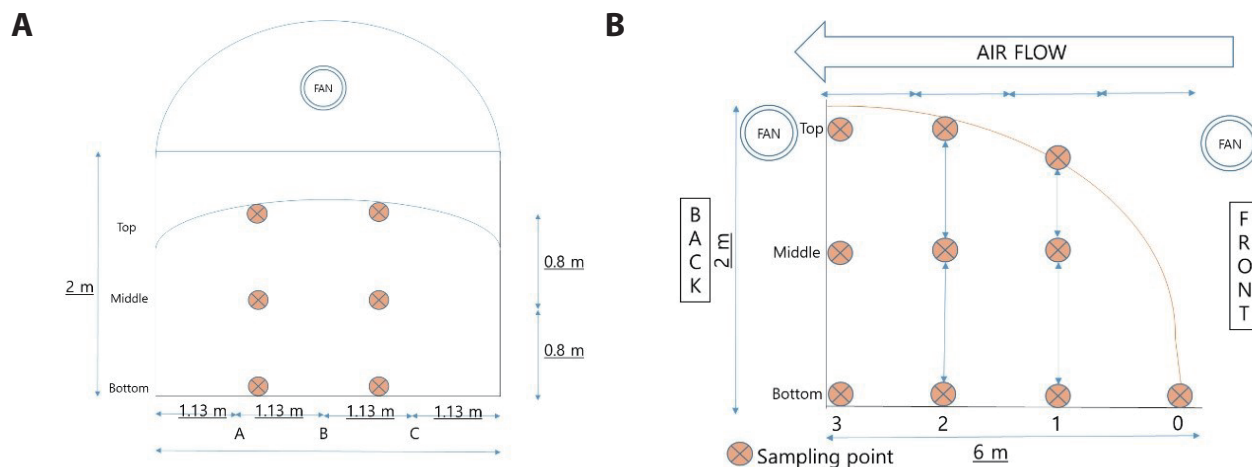 A
FAN
2 m
Top
Middle
Bottom
0.8 m
0.8 m
1.13 m
1.13 m
1.13 m
1.13 m
A
B
C
B
AIR FLOW
FAN
FAN
BACK
FRONT
2 m
Top
Middle
Bottom
3
2
1
0
6 m
Sampling point